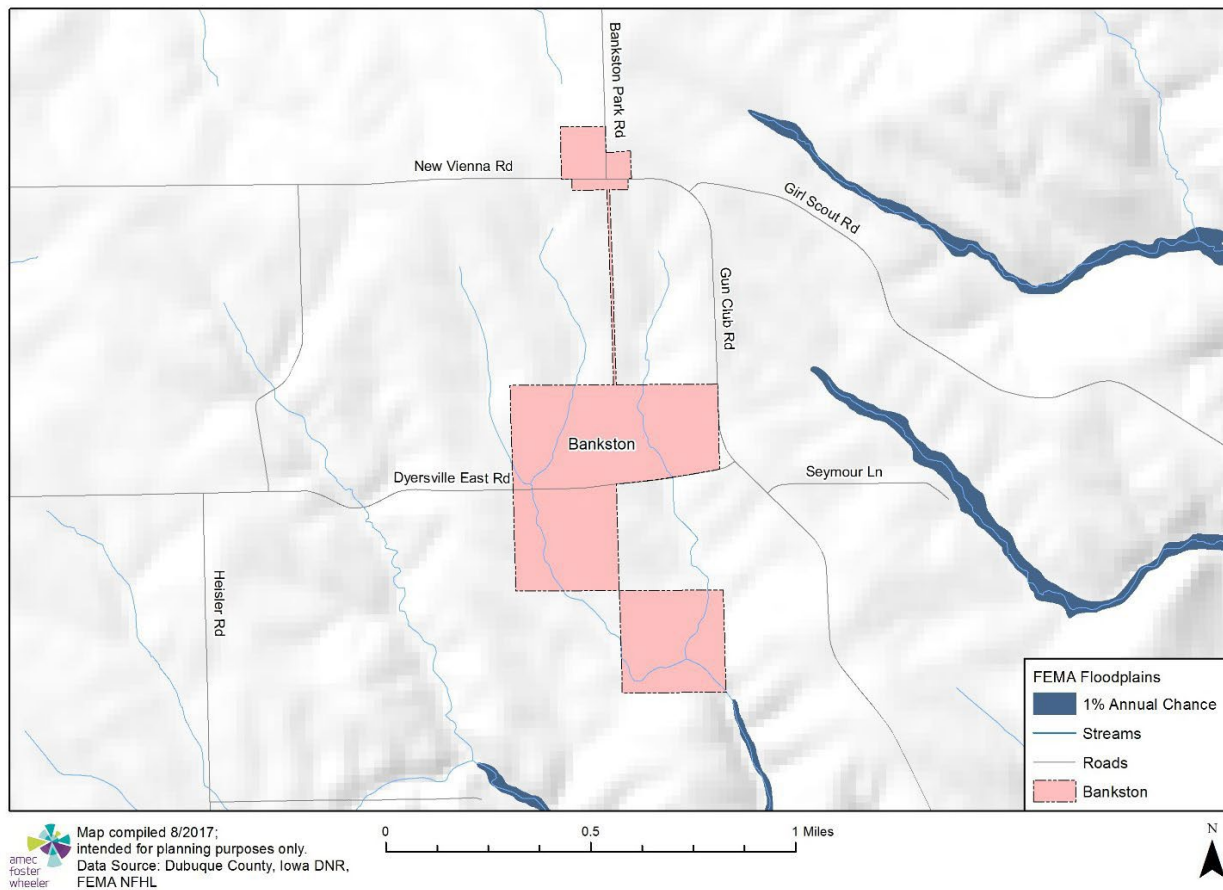 Bankston Park Rd
New Vienna Rd
Girl Scout Rd
Gun Club Rd
Bankston
Dyersville East Rd
Seymour Ln
Heisler Rd
FEMA Floodplains
1% Annual Chance
Streams
Roads
Bankston
amec
foster
wheeler
Map compiled 8/2017;
intended for planning purposes only.
Data Source: Dubuque County, Iowa DNR,
FEMA NFHL
0 0.5 1 Miles
N